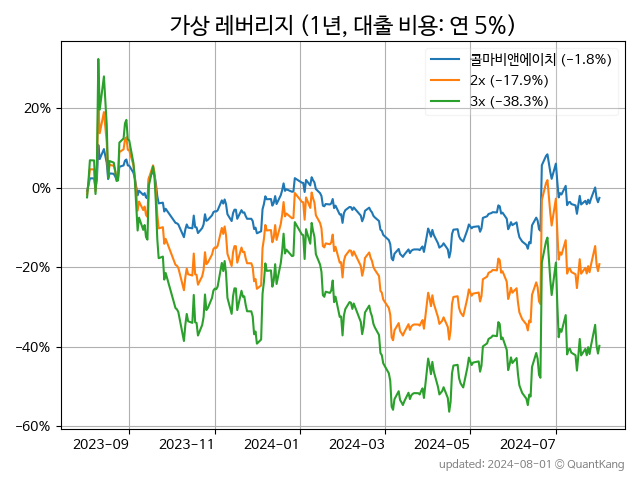 가상 레버리지 (1년, 대출 비용: 연 5%)
콜마비앤에이치 (−1.8%)
2x (−17.9%)
3x (−38.3%)
20%
0%
−20%
−40%
−60%
2023-09
2023-11
2024-01
2024-03
2024-05
2024-07
updated: 2024-08-01 © QuantKang